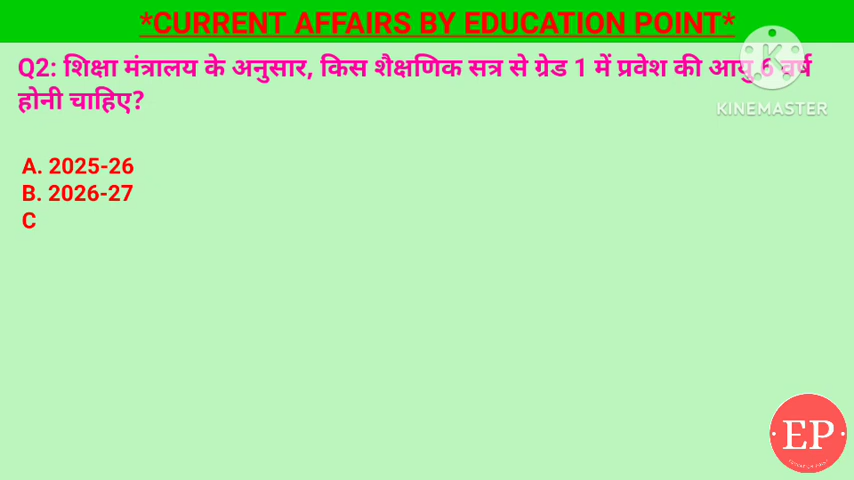 *CURRENT AFFAIRS BY EDUCATION POINT*
Q2: शिक्षा मंत्रालय के अनुसार, किस शैक्षणिक सत्र से ग्रेड 1 में प्रवेश की आयु 6 वर्ष
होनी चाहिए?
KINEMASTER
A. 2025-26
B. 2026-27
C
EP